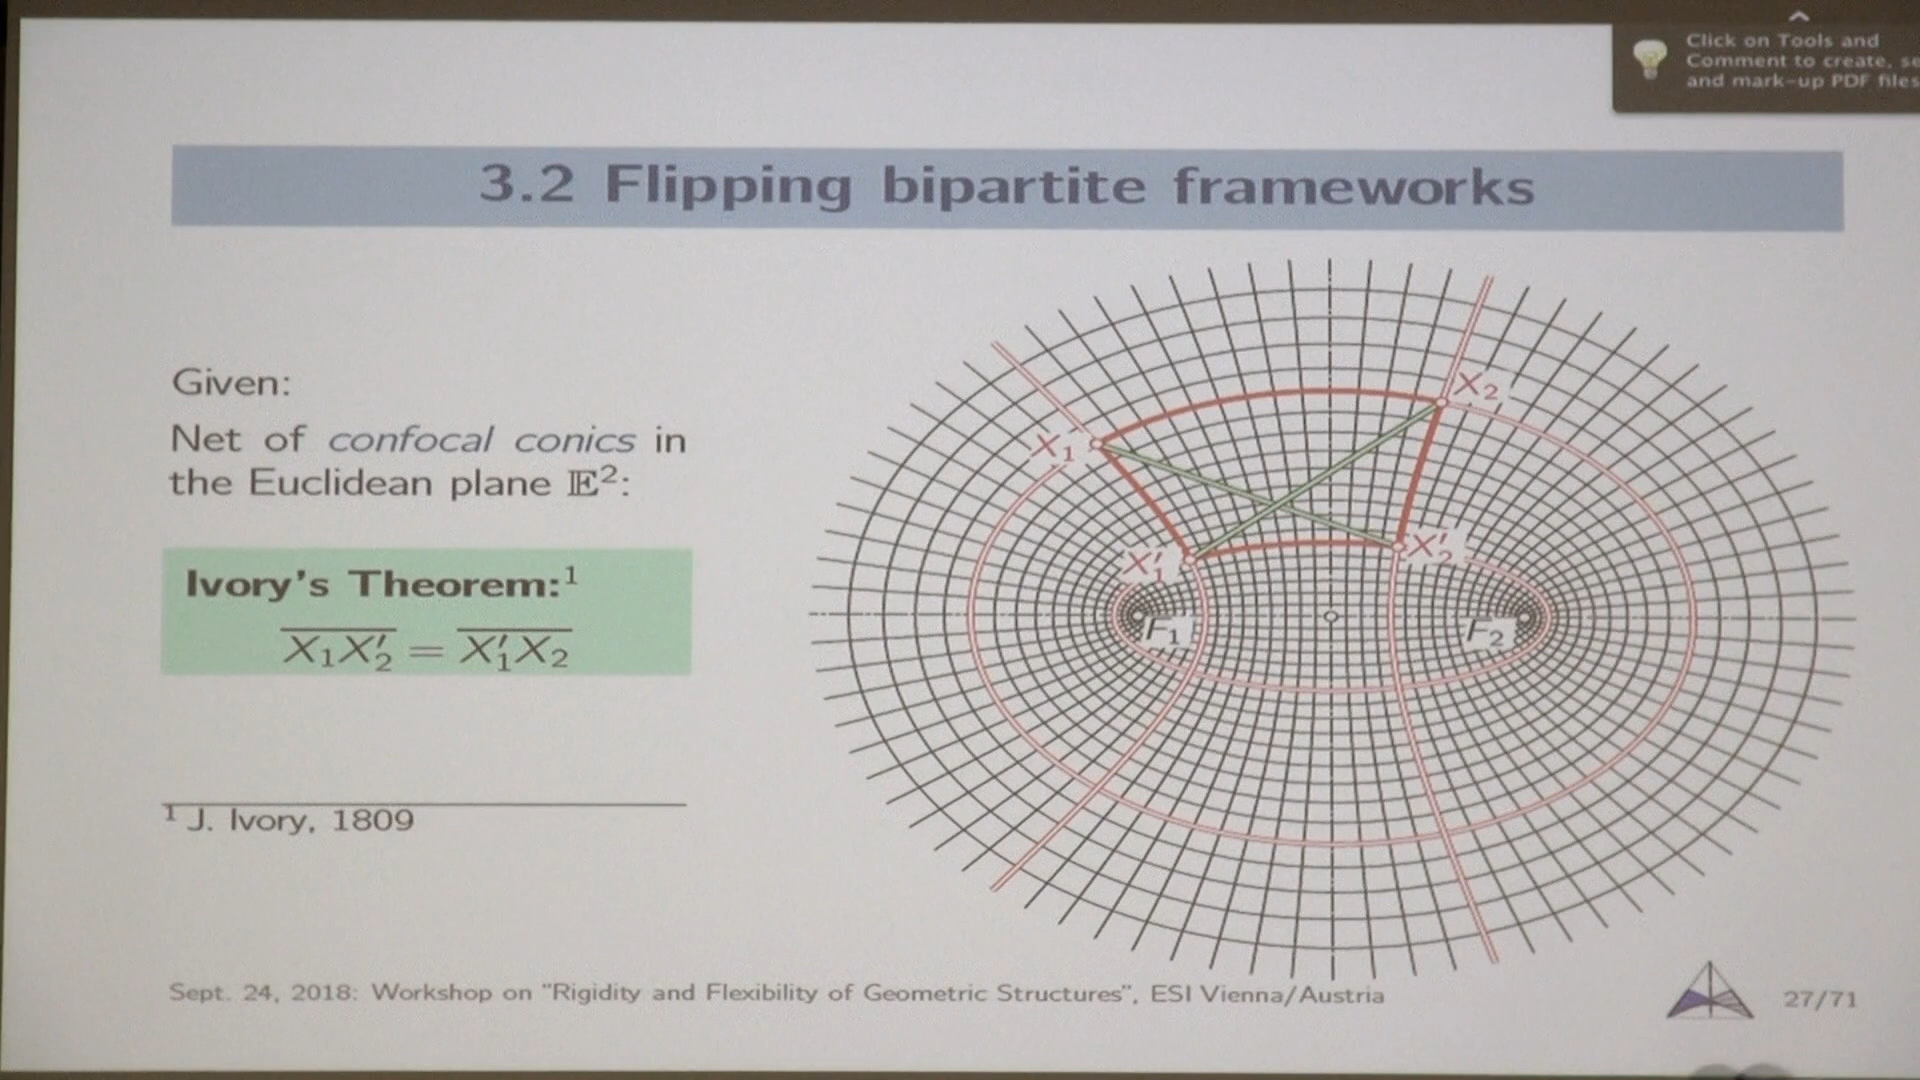 Click on Tools and
Comment to create, se
and mark-up PDF files
3.2 Flipping bipartite frameworks
Given:
Net of confocal conics in
the Euclidean plane 𝔼²:
Ivory's Theorem:¹
X₁X′₂ = X′₁X₂
¹ J. Ivory, 1809
X₂
X₁
X′₂
X′₁
F₁
F₂
Sept. 24, 2018: Workshop on "Rigidity and Flexibility of Geometric Structures", ESI Vienna/Austria
27/71